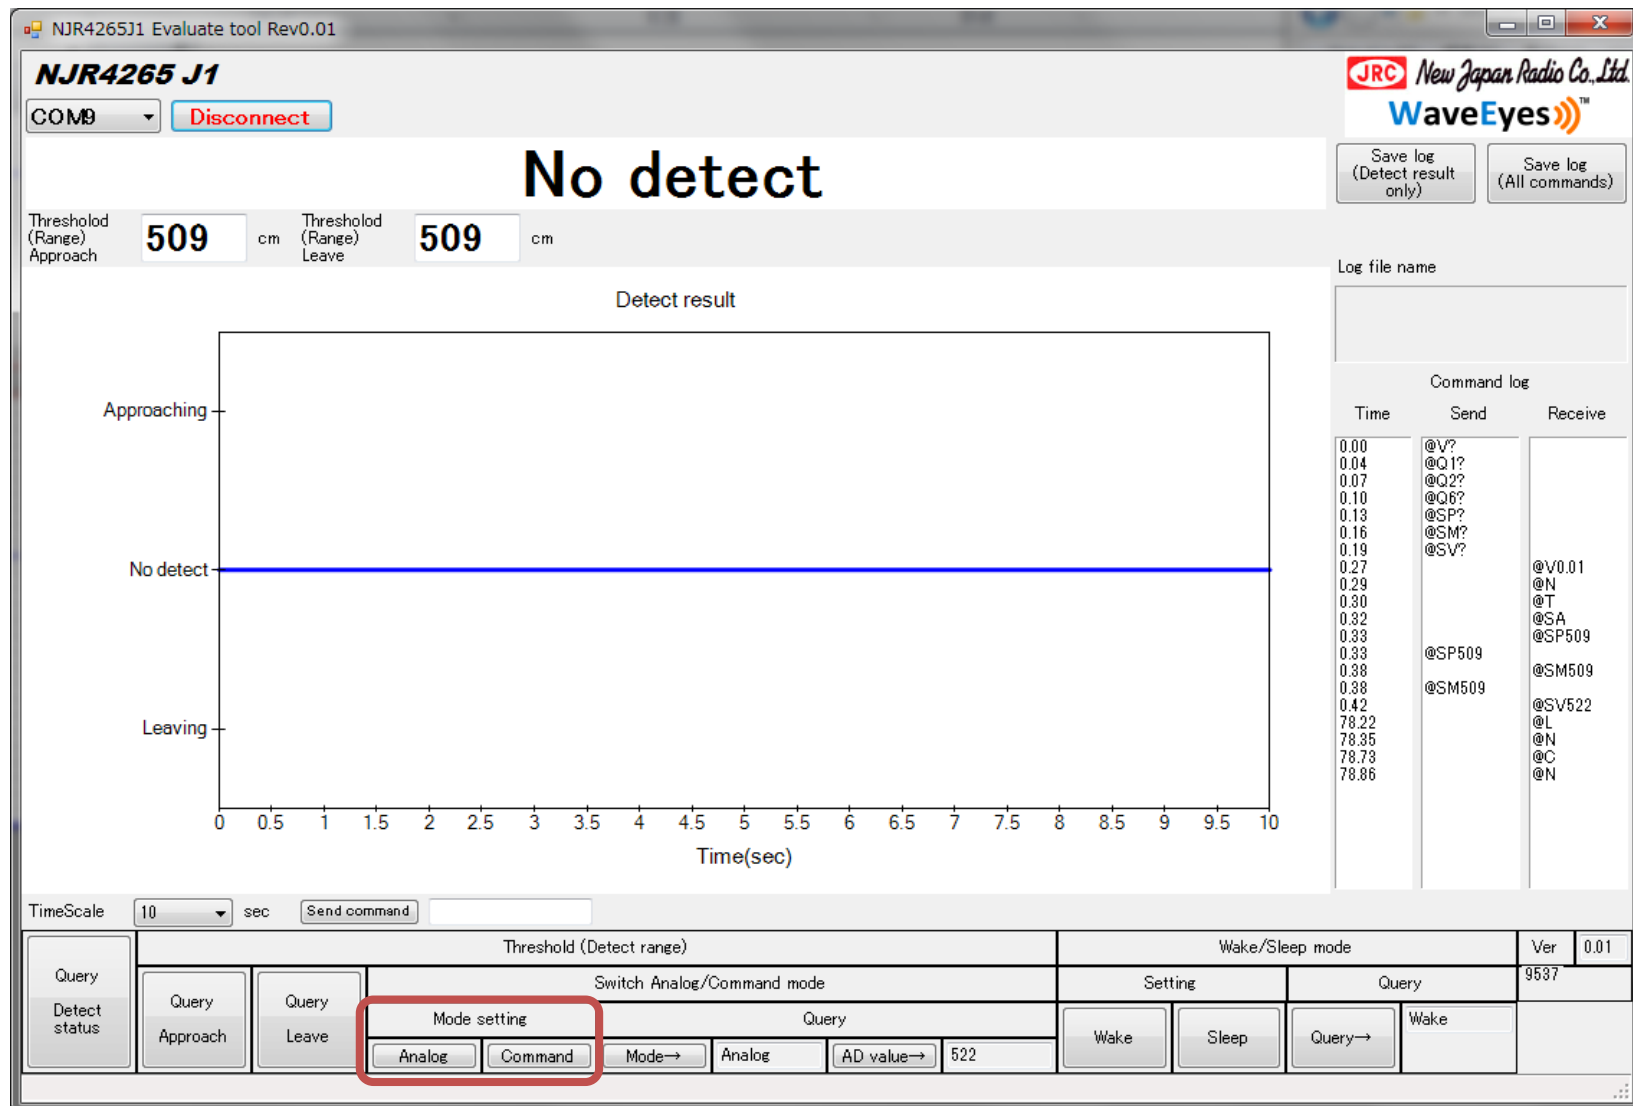 NJR4265J1 Evaluate tool Rev0.01
NJR4265 J1
JRC New Japan Radio Co.,Ltd.
WaveEyes™
COM9
Disconnect
No detect
Save log
(Detect result
only)
Save log
(All commands)
Thresholod
(Range)
Approach
509
cm
Thresholod
(Range)
Leave
509
cm
Log file name
Detect result
Approaching
No detect
Leaving
0 0.5 1 1.5 2 2.5 3 3.5 4 4.5 5 5.5 6 6.5 7 7.5 8 8.5 9 9.5 10
Time(sec)
Command log
Time Send Receive
0.00 @V?
0.04 @Q1?
0.07 @Q2?
0.10 @Q6?
0.13 @SP?
0.16 @SM?
0.19 @SV?
0.27 @V0.01
0.29 @N
0.30 @T
0.32 @SA
0.33 @SP509
0.33 @SP509
0.38 @SM509
0.38 @SM509
0.42 @SV522
78.22 @L
78.35 @N
78.73 @C
78.86 @N
TimeScale
10
sec
Send command
Query
Detect
status
Threshold (Detect range)
Wake/Sleep mode
Ver
0.01
Query
Approach
Query
Leave
Switch Analog/Command mode
Setting
Query
9537
Mode setting
Query
Analog
Command
Mode→
Analog
AD value→
522
Wake
Sleep
Query→
Wake